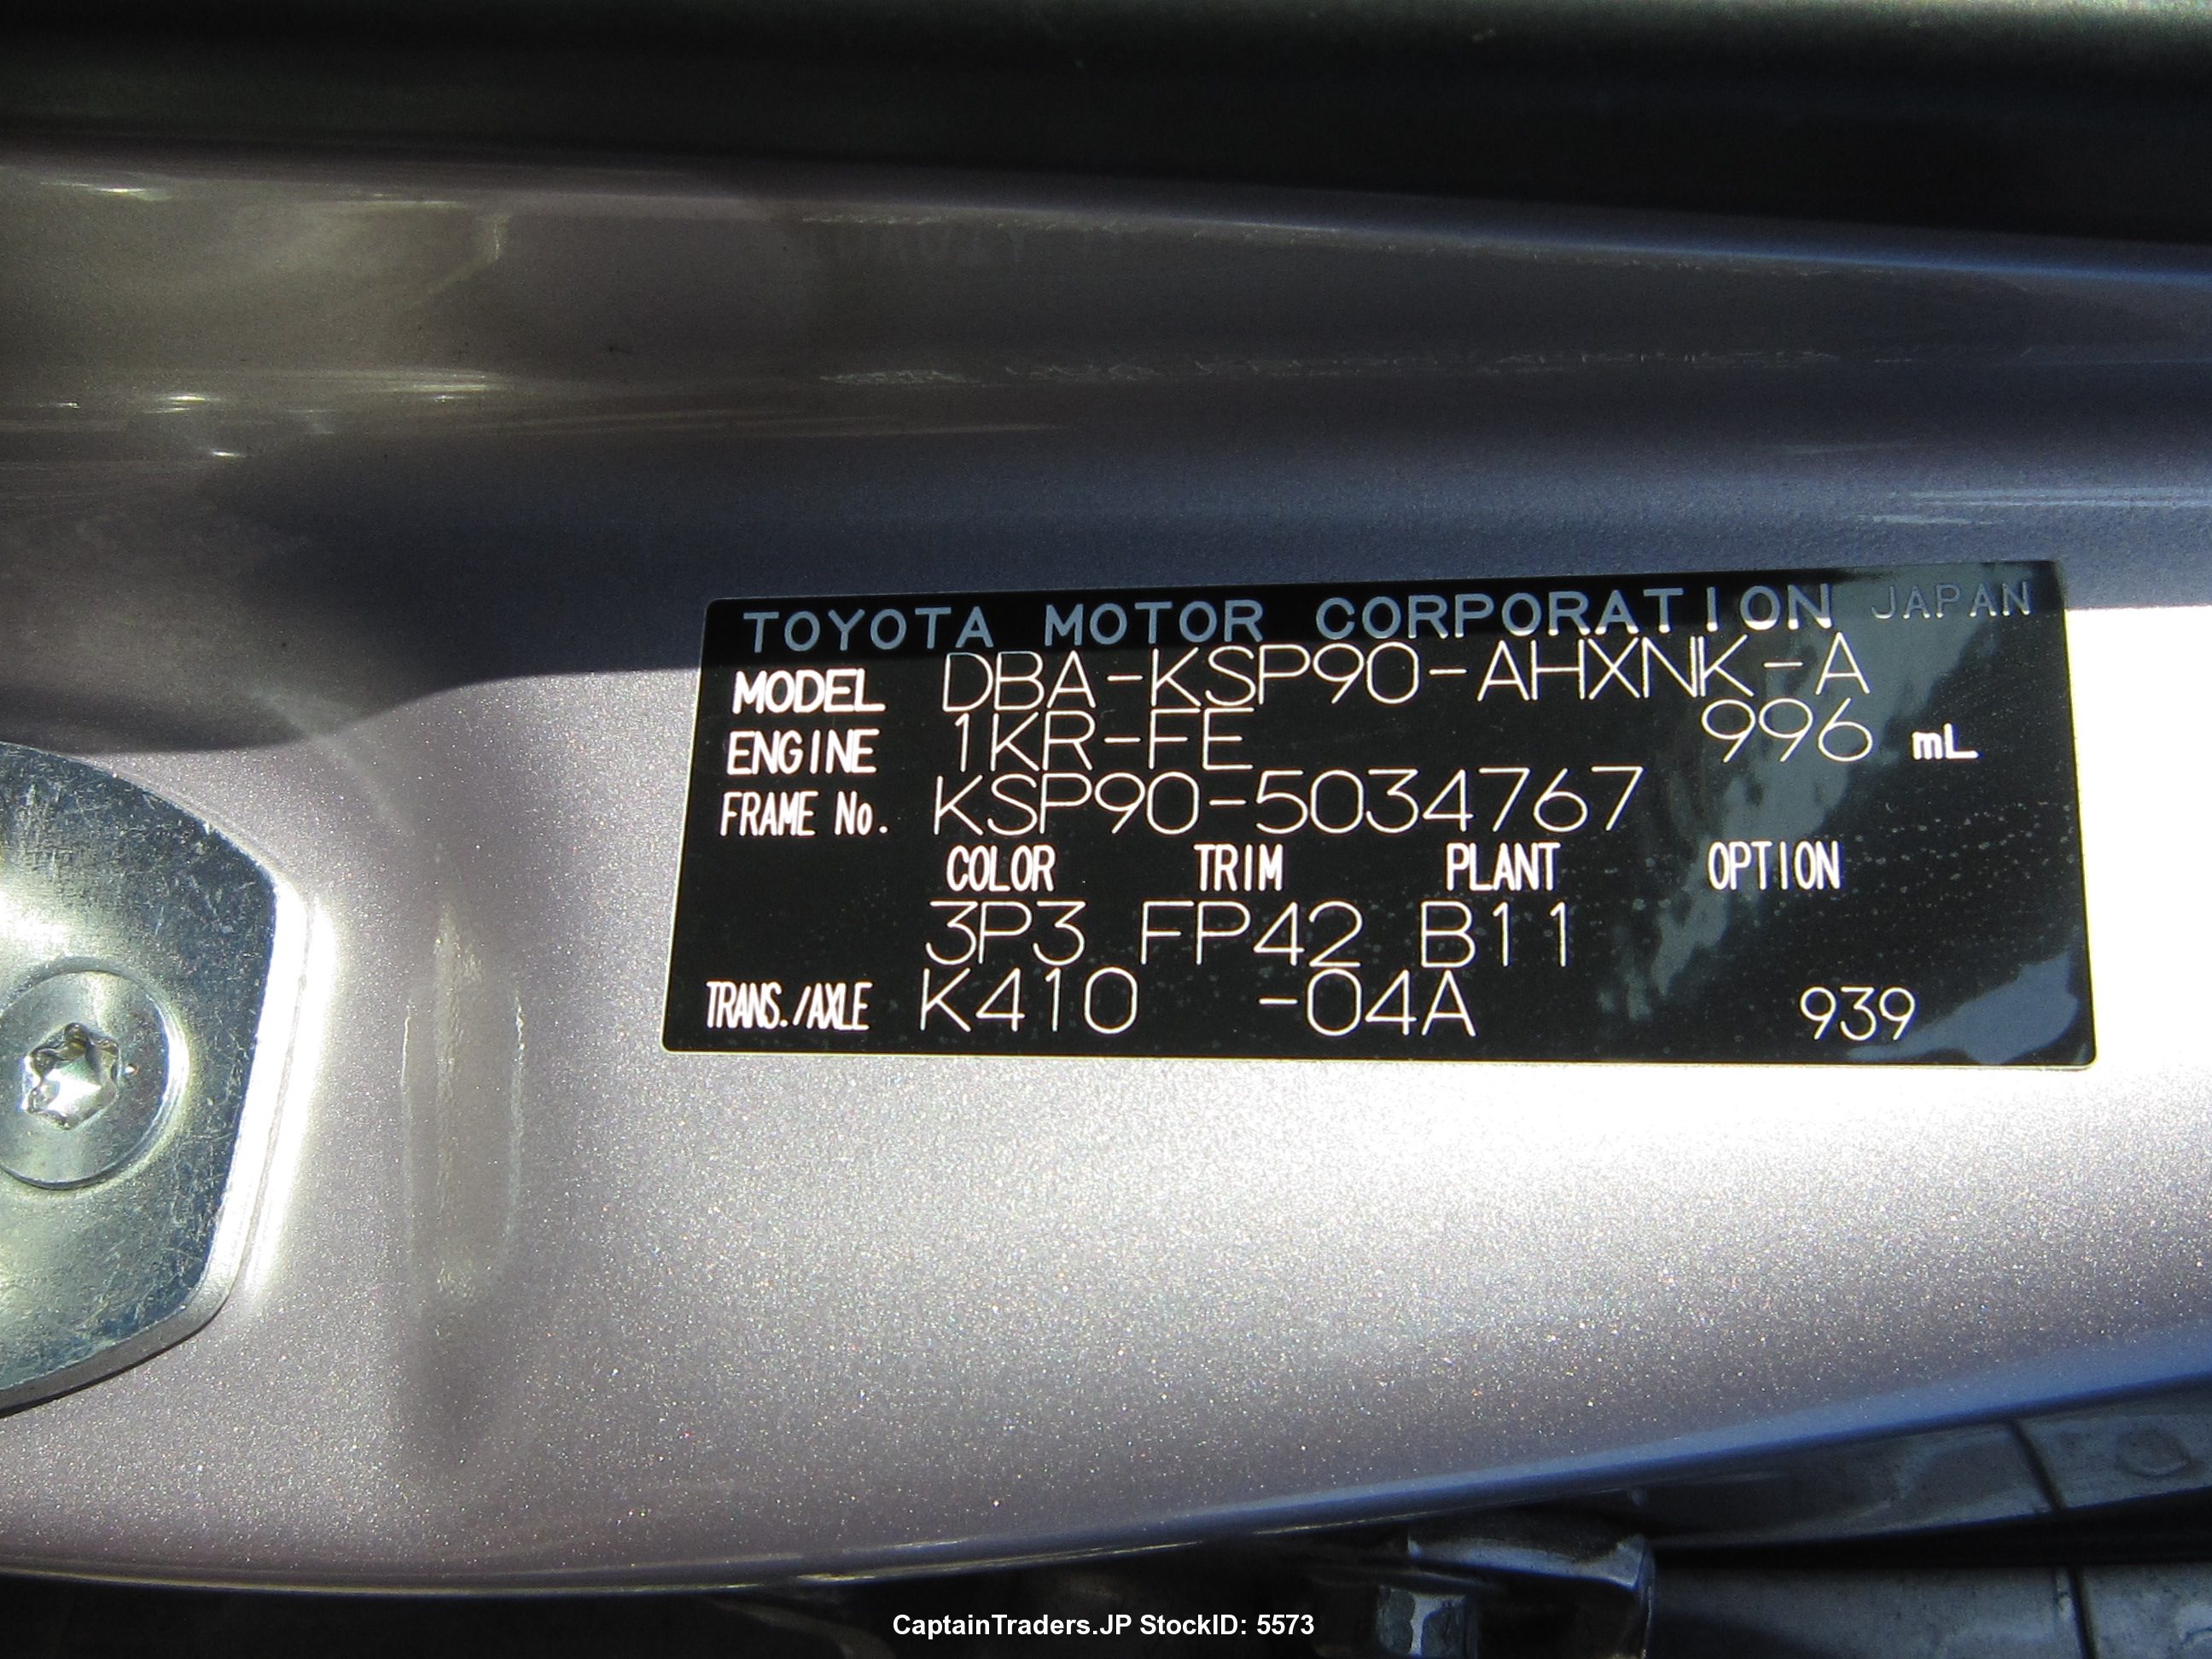 TOYOTA MOTOR CORPORATION JAPAN
MODEL DBA-KSP90-AHXNK-A
ENGINE 1KR-FE 996 mL
FRAME No. KSP90-5034767
COLOR TRIM PLANT OPTION
3P3 FP42 B11
TRANS./AXLE K410 -04A 939
CaptainTraders.JP StockID: 5573